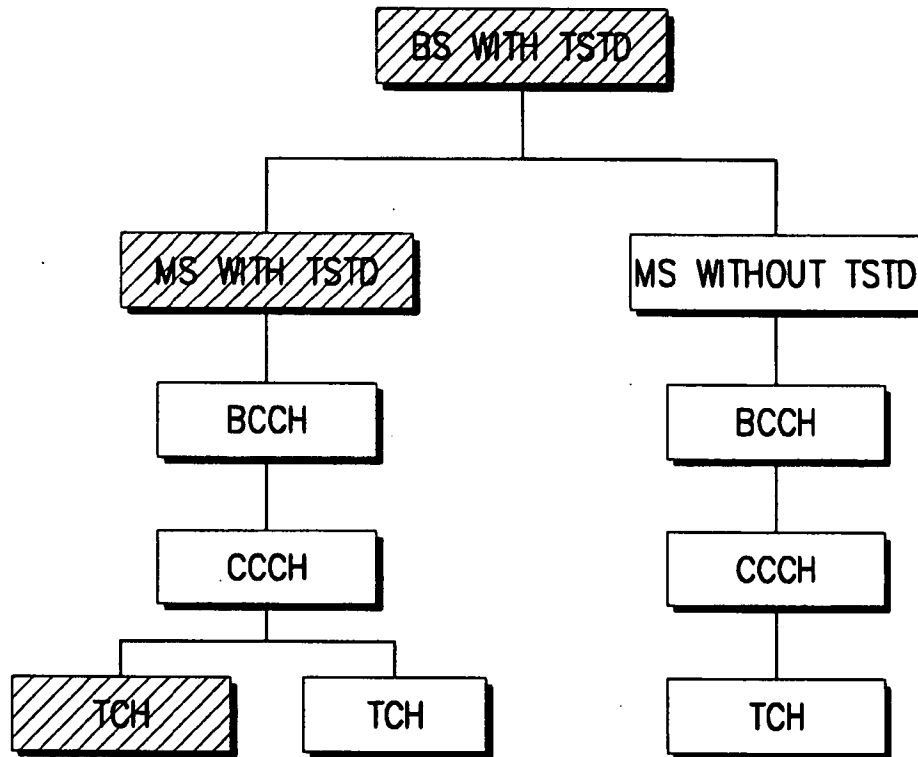 BS WITH TSTD
MS WITH TSTD
MS WITHOUT TSTD
BCCH
BCCH
CCCH
CCCH
TCH
TCH
TCH